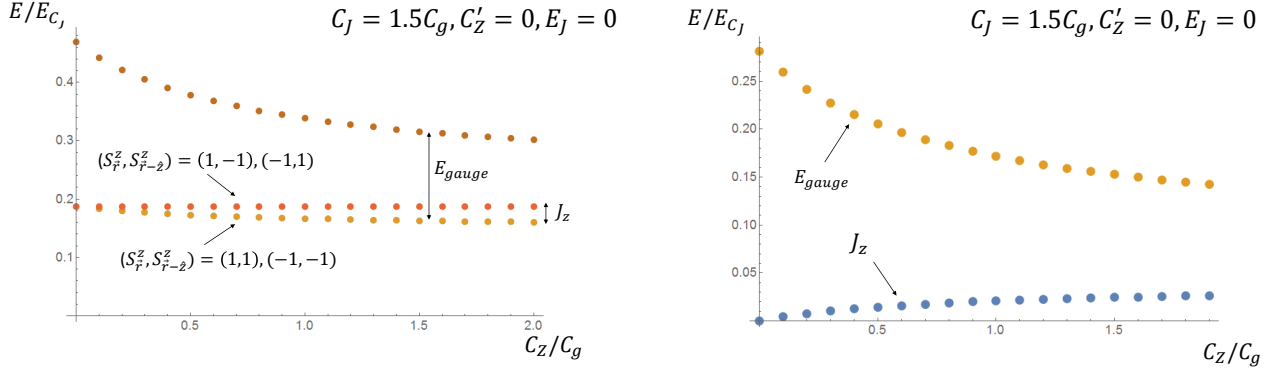 E/E_{C_J}
C_J = 1.5C_g, C'_Z = 0, E_J = 0
0.4
0.3
(S^z_{\vec{r}}, S^z_{\vec{r}-\hat{z}}) = (1, −1), (−1,1)
E_{gauge}
0.2
J_z
(S^z_{\vec{r}}, S^z_{\vec{r}-\hat{z}}) = (1,1), (−1, −1)
0.1
0.5 1.0 1.5 2.0
C_Z/C_g
E/E_{C_J}
C_J = 1.5C_g, C'_Z = 0, E_J = 0
0.25
0.20
0.15
E_{gauge}
0.10
J_z
0.05
0.5 1.0 1.5
C_Z/C_g